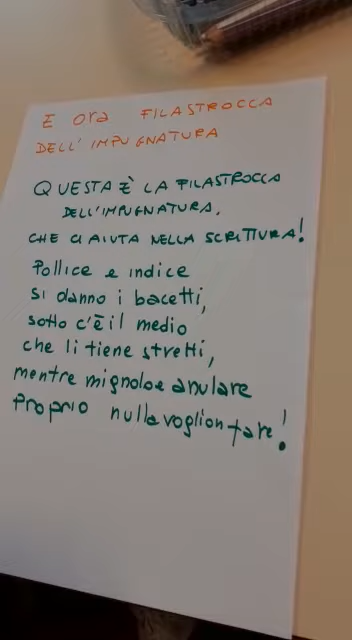 E ora FILASTROCCA
DELL'IMPUGNATURA
QUESTA È LA FILASTROCCA
DELL'IMPUGNATURA.
CHE CI AIUTA NELLA SCRITTURA!
Pollice e indice
si danno i bacetti,
sotto c'è il medio
che li tiene stretti,
mentre mignolo e anulare
proprio nulla voglion fare!